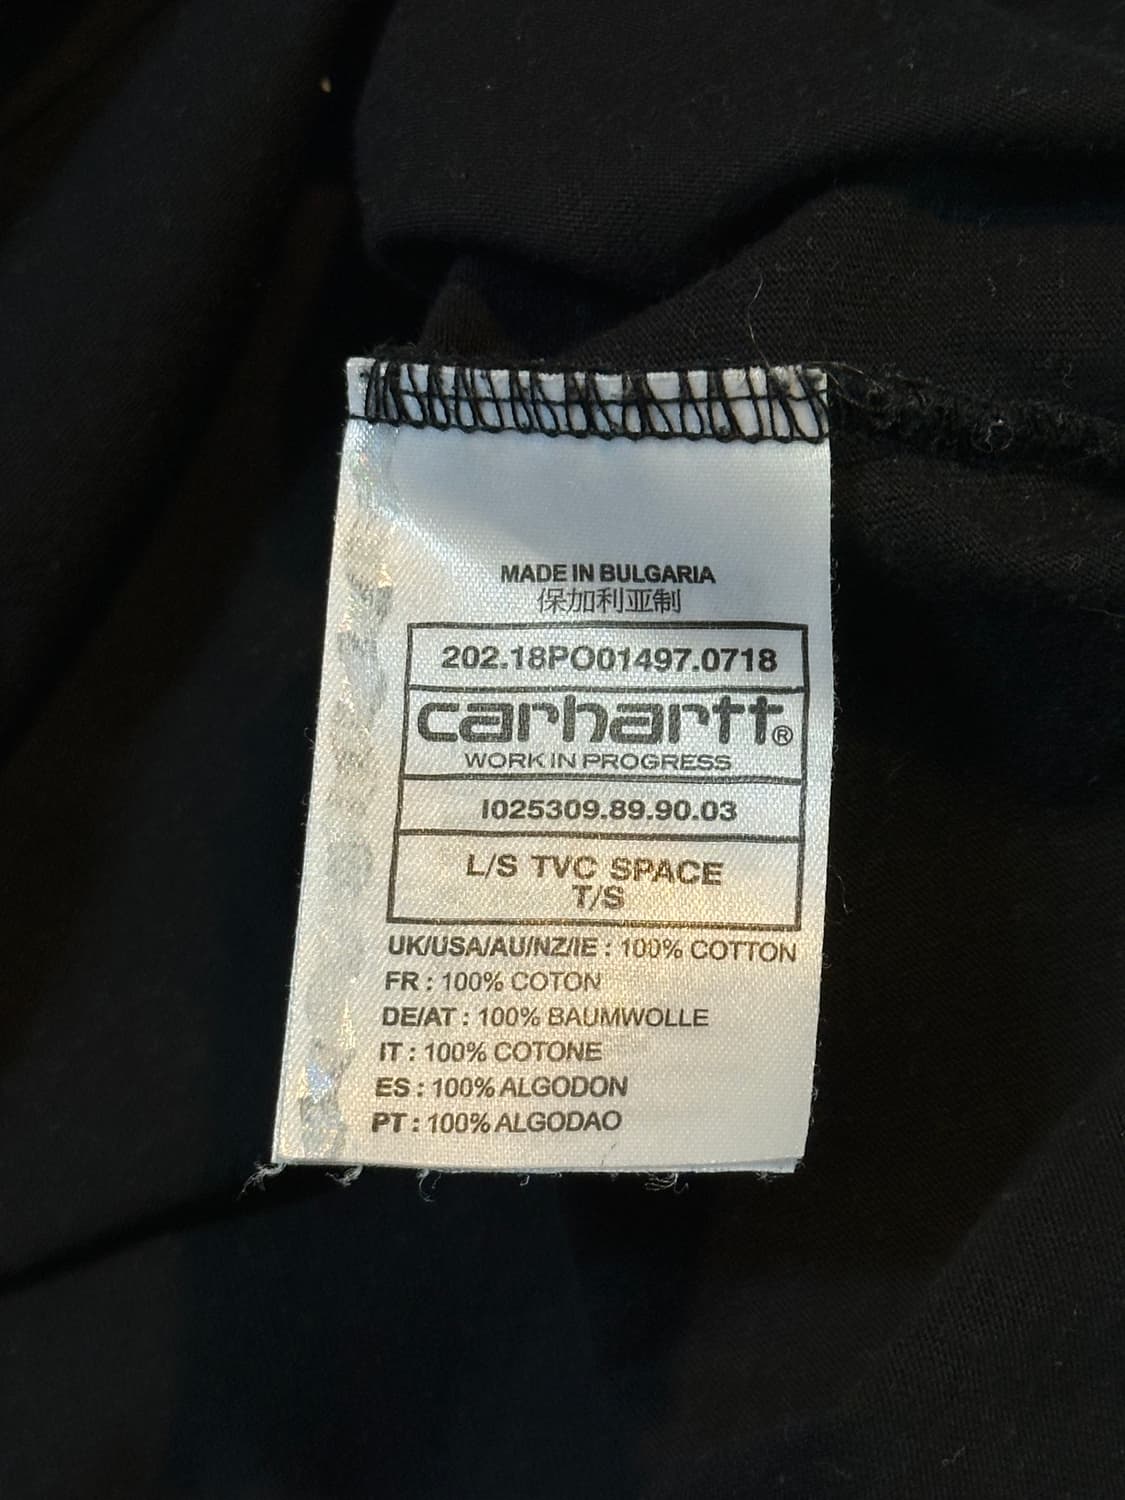 MADE IN BULGARIA
保加利亚制
202.18PO01497.0718
carhartt®
WORK IN PROGRESS
I025309.89.90.03
L/S TVC SPACE
T/S
UK/USA/AU/NZ/IE : 100% COTTON
FR : 100% COTON
DE/AT : 100% BAUMWOLLE
IT : 100% COTONE
ES : 100% ALGODON
PT : 100% ALGODAO